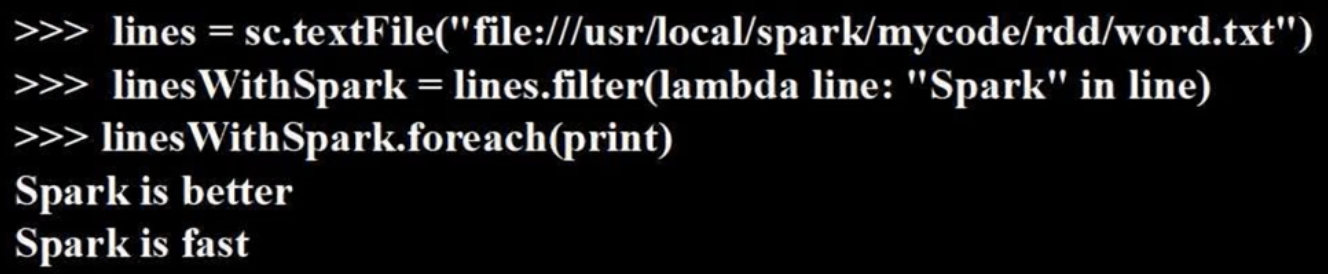 >>> lines = sc.textFile("file:///usr/local/spark/mycode/rdd/word.txt")
>>> linesWithSpark = lines.filter(lambda line: "Spark" in line)
>>> linesWithSpark.foreach(print)
Spark is better
Spark is fast